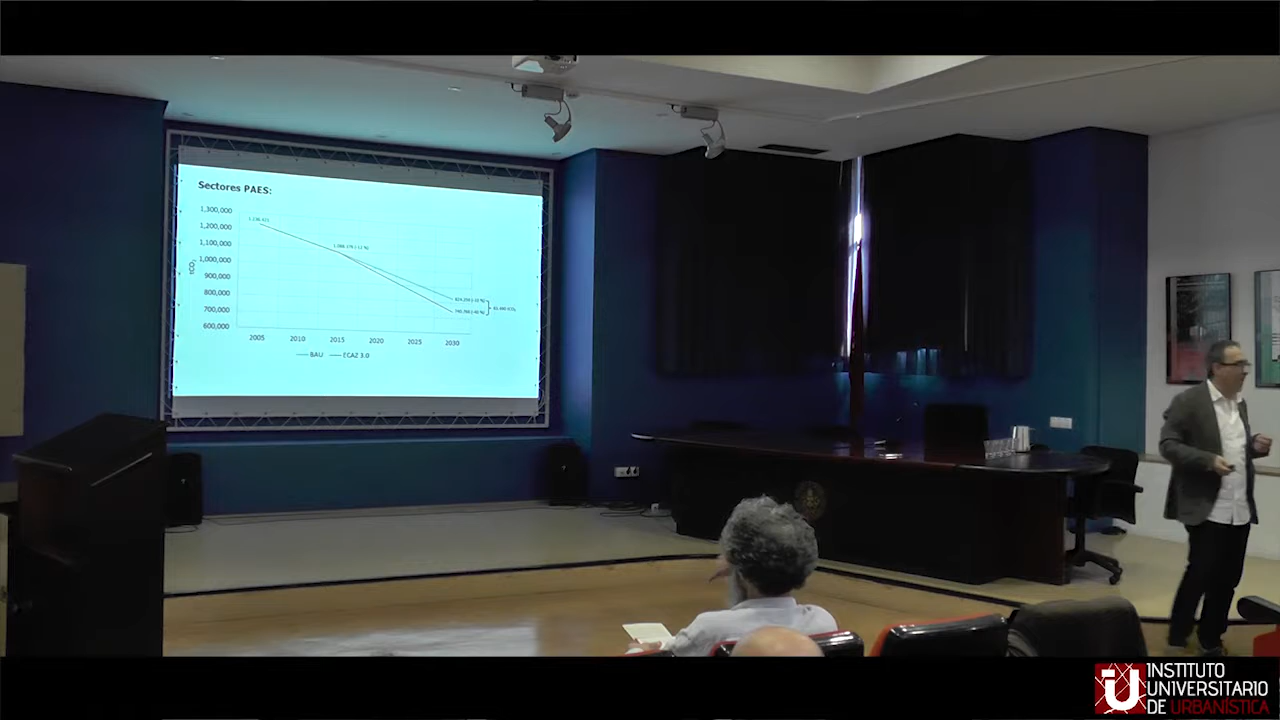 Sectores PAES:
1,300,000
1,200,000
1,100,000
1,000,000
900,000
800,000
700,000
600,000
tCO₂
2005
2010
2015
2020
2025
2030
BAU
ECAZ 3.0
INSTITUTO
UNIVERSITARIO
DE URBANÍSTICA